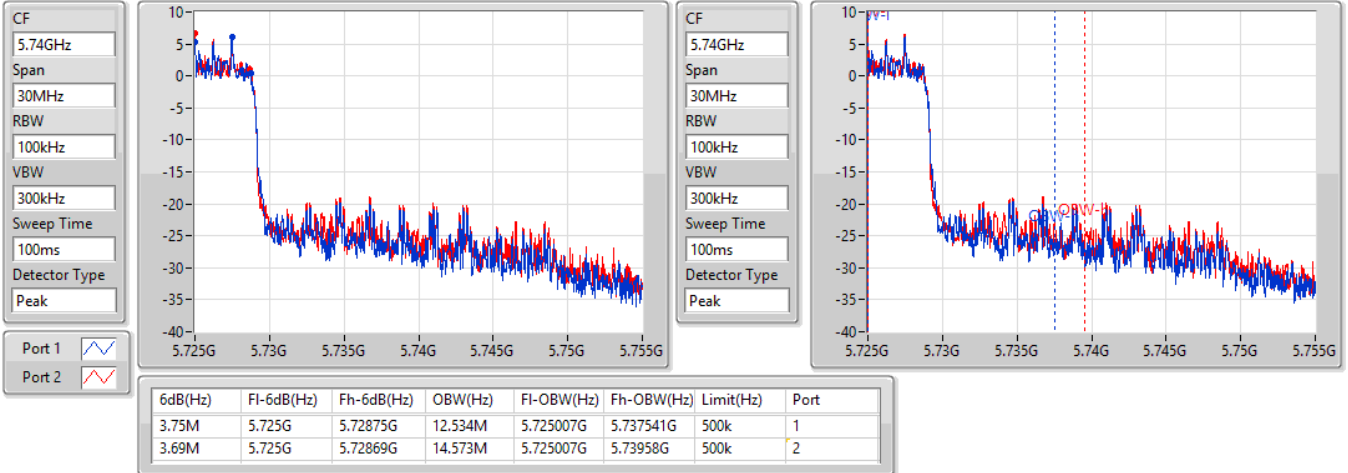 CF
5.74GHz
Span
30MHz
RBW
100kHz
VBW
300kHz
Sweep Time
100ms
Detector Type
Peak
Port 1
Port 2
10
5
0
-5
-10
-15
-20
-25
-30
-35
-40
5.725G 5.73G 5.735G 5.74G 5.745G 5.75G 5.755G
CF
5.74GHz
Span
30MHz
RBW
100kHz
VBW
300kHz
Sweep Time
100ms
Detector Type
Peak
10
5
0
-5
-10
-15
-20
-25
-30
-35
-40
5.725G 5.73G 5.735G 5.74G 5.745G 5.75G 5.755G
6dB(Hz) Fl-6dB(Hz) Fh-6dB(Hz) OBW(Hz) Fl-OBW(Hz) Fh-OBW(Hz) Limit(Hz) Port
3.75M 5.725G 5.72875G 12.534M 5.725007G 5.737541G 500k 1
3.69M 5.725G 5.72869G 14.573M 5.725007G 5.73958G 500k 2